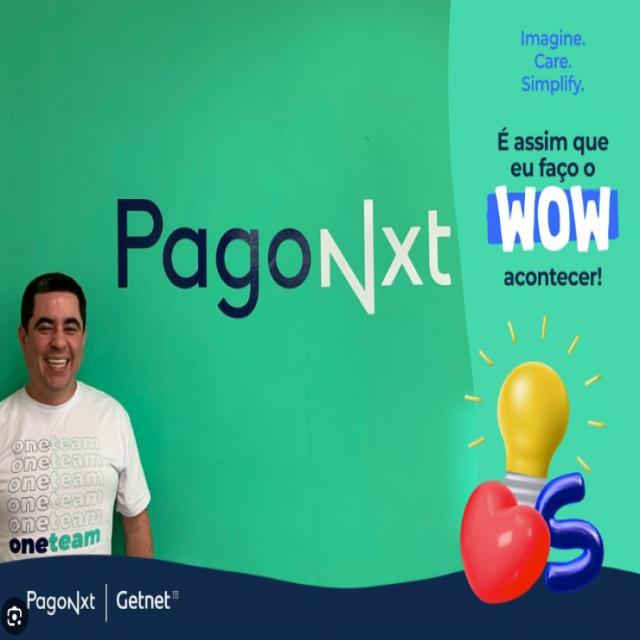 Imagine.
Care.
Simplify.
É assim que
eu faço o
WOW
acontecer!
PagoNxt
oneteam
oneteam
oneteam
oneteam
oneteam
oneteam
S
PagoNxt | Getnet